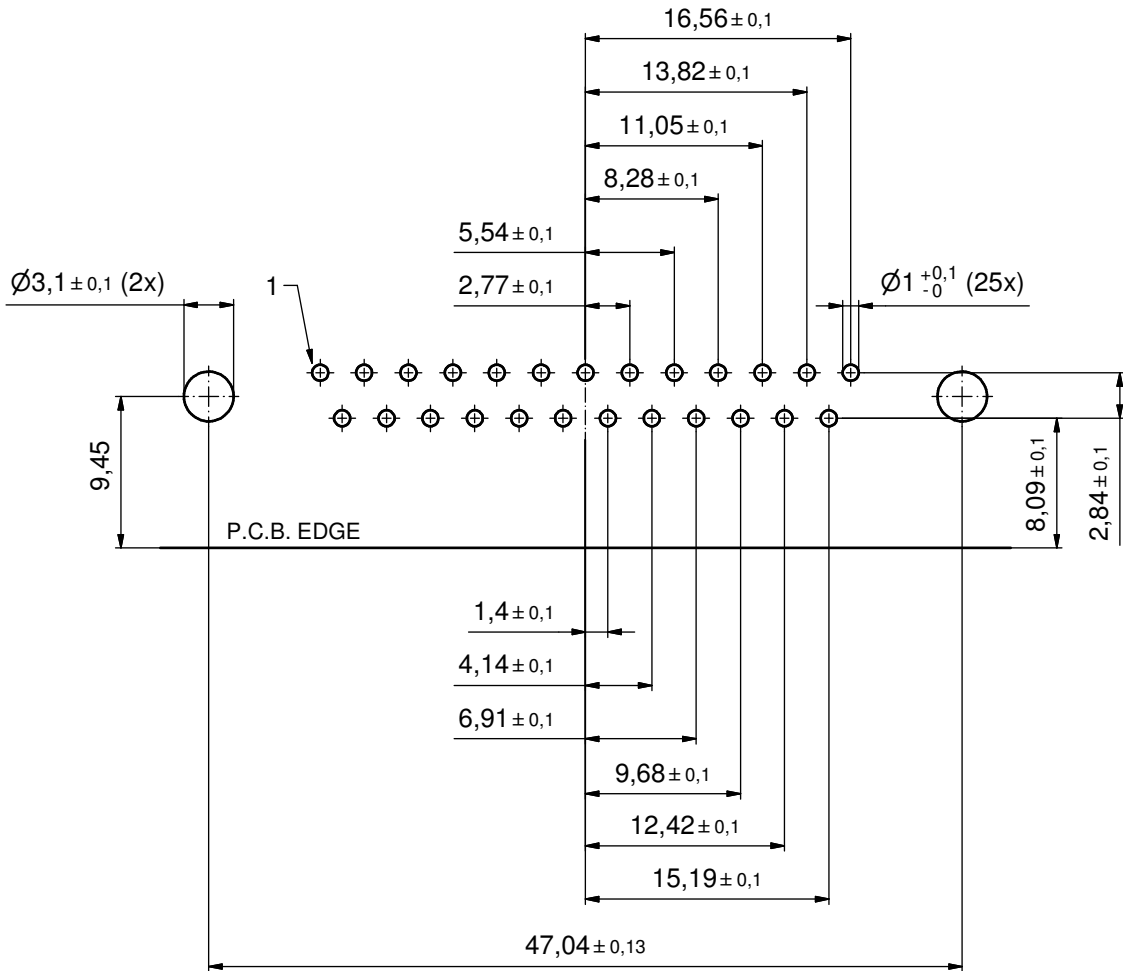 16,56 ± 0,1
13,82 ± 0,1
11,05 ± 0,1
8,28 ± 0,1
5,54 ± 0,1
Ø3,1 ± 0,1 (2x)
1
2,77 ± 0,1
Ø1 +0,1 -0 (25x)
9,45
8,09 ± 0,1
2,84 ± 0,1
P.C.B. EDGE
1,4 ± 0,1
4,14 ± 0,1
6,91 ± 0,1
9,68 ± 0,1
12,42 ± 0,1
15,19 ± 0,1
47,04 ± 0,13